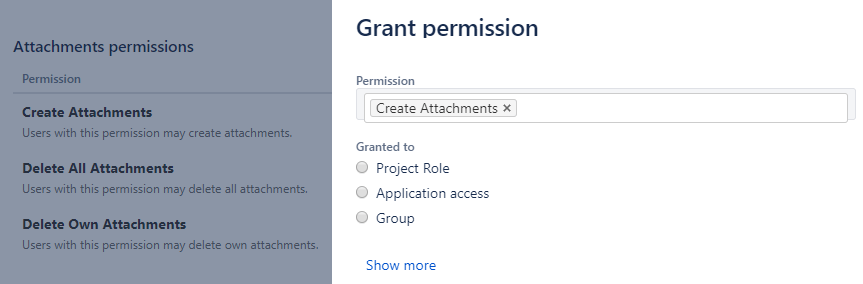 Attachments permissions
Permission
Create Attachments
Users with this permission may create attachments.
Delete All Attachments
Users with this permission may delete all attachments.
Delete Own Attachments
Users with this permission may delete own attachments.
Grant permission
Permission
Create Attachments ×
Granted to
Project Role
Application access
Group
Show more